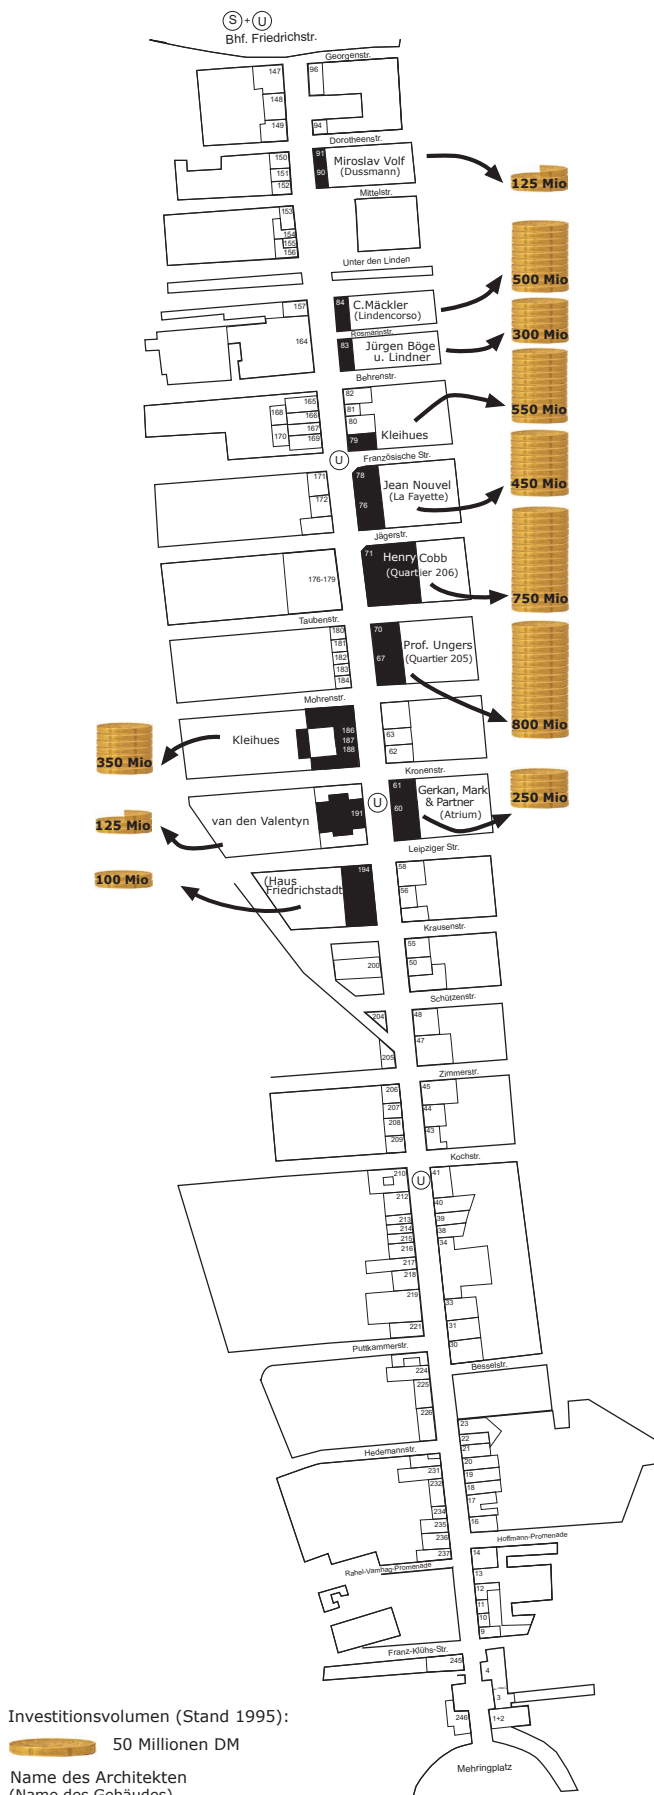 S + U
Bhf. Friedrichstr.
Georgenstr.
147
96
148
149
94
Dorotheenstr.
150
151
152
91
90
Miroslav Volf
(Dussmann)
125 Mio
Mittelstr.
153
154
155
156
Unter den Linden
500 Mio
157
84
C.Mäckler
(Lindencorso)
Rosmarinstr.
300 Mio
164
83
Jürgen Böge
u. Lindner
Behrenstr.
165
168
166
167
170
169
82
81
80
79
Kleihues
550 Mio
U
Französische Str.
171
172
78
76
Jean Nouvel
(La Fayette)
450 Mio
Jägerstr.
176-179
71
Henry Cobb
(Quartier 206)
750 Mio
Taubenstr.
180
181
182
183
184
70
67
Prof. Ungers
(Quartier 205)
800 Mio
Mohrenstr.
350 Mio
Kleihues
186
187
188
63
62
Kronenstr.
125 Mio
van den Valentyn
191
U
61
60
Gerkan, Mark
& Partner
(Atrium)
250 Mio
Leipziger Str.
100 Mio
(Haus
Friedrichstadt
194
58
56
Krausenstr.
200
55
50
Schützenstr.
204
205
48
47
Zimmerstr.
206
207
208
209
45
44
43
Kochstr.
210
212
213
214
215
216
217
218
219
221
U
41
40
39
38
34
33
31
30
Puttkammerstr.
Besselstr.
224
225
226
23
22
21
20
19
18
17
16
Hedemannstr.
231
232
234
235
236
237
Hoffmann-Promenade
Rahel-Varnhag-Promenade
14
13
12
11
10
9
Franz-Klühs-Str.
245
246
4
3
1+2
Mehringplatz
Investitionsvolumen (Stand 1995):
50 Millionen DM
Name des Architekten
(Name des Gebäudes)